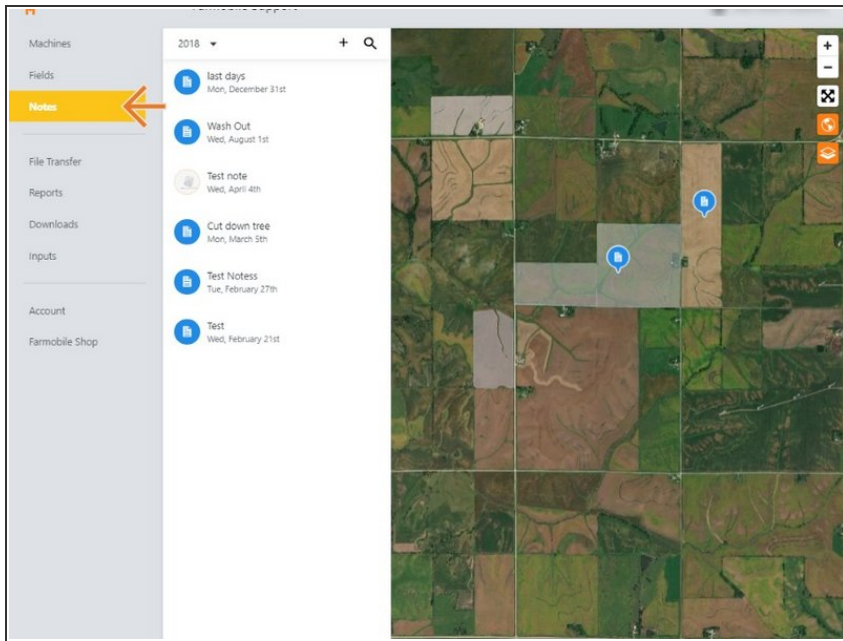 Farmobile Support
Machines
Fields
Notes
File Transfer
Reports
Downloads
Inputs
Account
Farmobile Shop
2018
+
last days
Mon, December 31st
Wash Out
Wed, August 1st
Test note
Wed, April 4th
Cut down tree
Mon, March 5th
Test Notess
Tue, February 27th
Test
Wed, February 21st
+
−